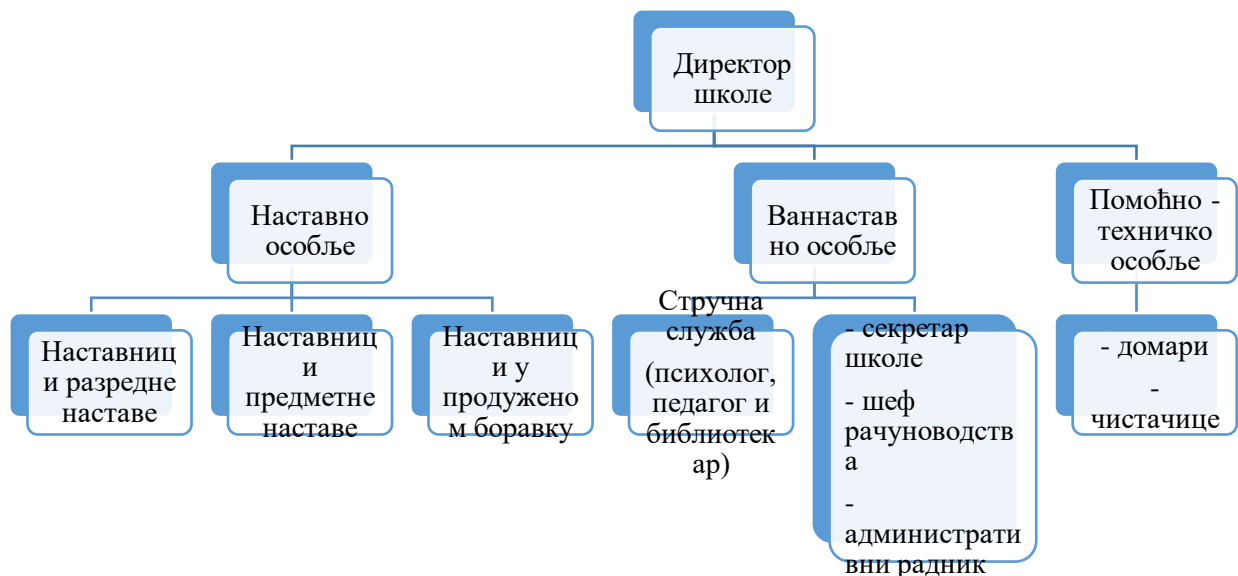 Директор
школе
Наставно
особље
Ваннастав
но особље
Помоћно -
техничко
особље
Наставниц
и разредне
наставе
Наставниц
и
предметне
наставе
Наставниц
и у
продужено
м боравку
Стручна
служба
(психолог,
педагог и
библиотек
ар)
- секретар
школе
- шеф
рачуноводств
а
-
административ
вни радник
- домари
-
чистачице